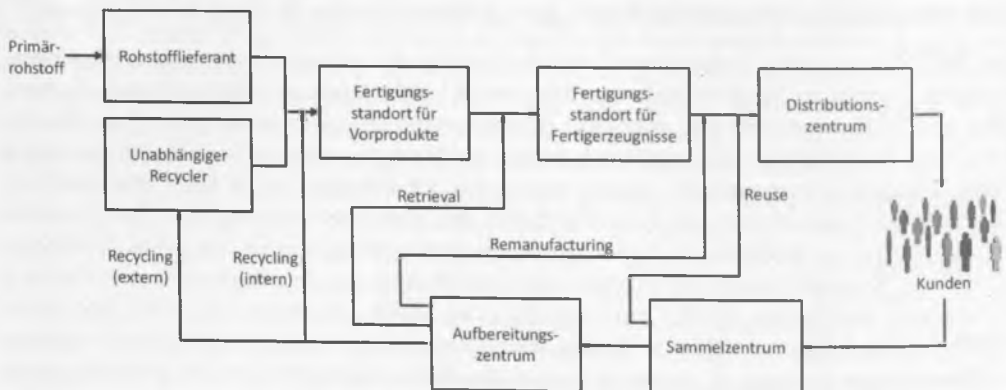 Primär-
rohstoff
Rohstofflieferant
Unabhängiger
Recycler
Fertigungs-
standort für
Vorprodukte
Fertigungs-
standort für
Fertigerzeugnisse
Distributions-
zentrum
Retrieval
Reuse
Remanufacturing
Recycling
(extern)
Recycling
(intern)
Kunden
Aufbereitungs-
zentrum
Sammelzentrum